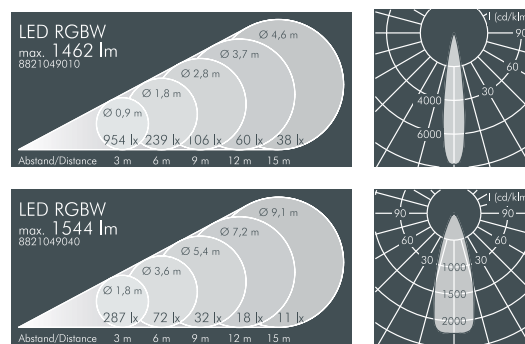 LED RGBW
max. 1462 lm
8821049010
Ø 4,6 m
Ø 3,7 m
Ø 2,8 m
Ø 1,8 m
Ø 0,9 m
954 lx 239 lx 106 lx 60 lx 38 lx
Abstand/Distance 3 m 6 m 9 m 12 m 15 m
I (cd/klm
90
60
30
4000
6000
LED RGBW
max. 1544 lm
8821049040
Ø 9,1 m
Ø 7,2 m
Ø 5,4 m
Ø 3,6 m
Ø 1,8 m
287 lx 72 lx 32 lx 18 lx 11 lx
Abstand/Distance 3 m 6 m 9 m 12 m 15 m
I (cd/klm
90 90
60 60
30 30
1000
1500
2000